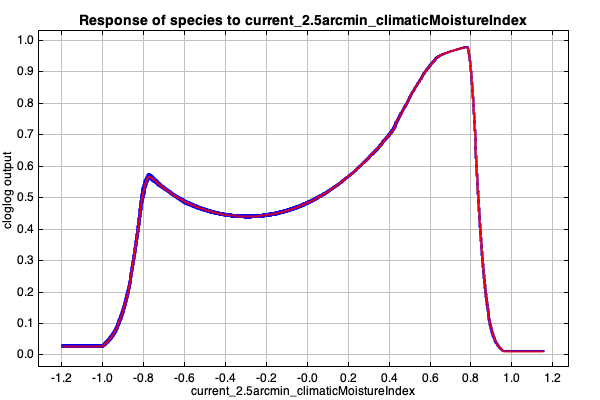 Response of species to current_2.5arcmin_climaticMoistureIndex
cloglog output
1.0
0.9
0.8
0.7
0.6
0.5
0.4
0.3
0.2
0.1
0.0
-1.2 -1.0 -0.8 -0.6 -0.4 -0.2 -0.0 0.2 0.4 0.6 0.8 1.0 1.2
current_2.5arcmin_climaticMoistureIndex